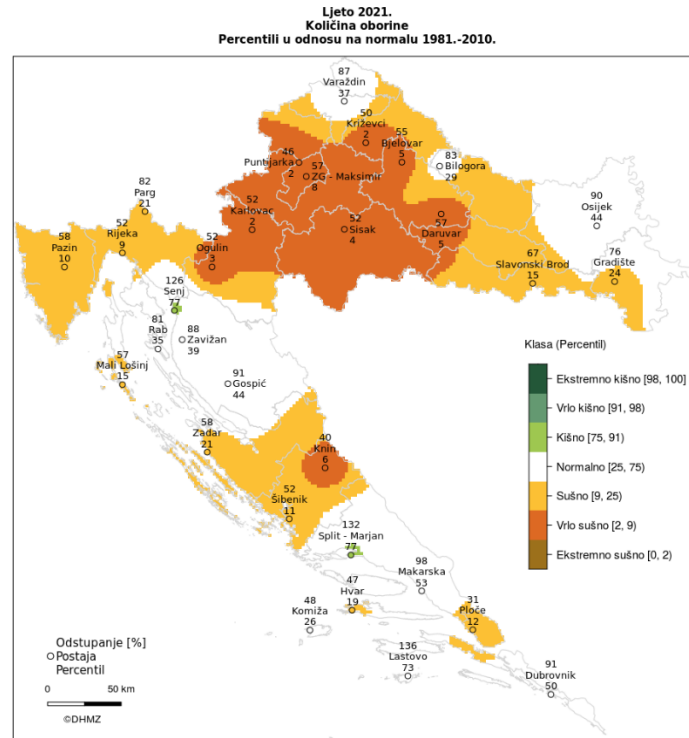 Ljeto 2021.
Količina oborine
Percentili u odnosu na normalu 1981.-2010.
87
Varaždin
37
50
Križevci
2
55
Bjelovar
5
46
Puntijarka
2
57
ZG - Maksimir
8
83
Bilogora
29
82
Parg
21
52
Karlovac
2
52
Sisak
4
57
Daruvar
5
90
Osijek
44
58
Pazin
10
52
Rijeka
9
52
Ogulin
3
67
Slavonski Brod
15
76
Gradište
24
126
Senj
77
81
Rab
35
88
Zavižan
39
57
Mali Lošinj
15
91
Gospić
44
58
Zadar
21
40
Knin
6
52
Šibenik
11
132
Split - Marjan
77
98
Makarska
53
47
Hvar
19
48
Komiža
26
31
Ploče
12
136
Lastovo
73
91
Dubrovnik
50
Klasa (Percentil)
Ekstremno kišno [98, 100]
Vrlo kišno [91, 98)
Kišno [75, 91)
Normalno [25, 75)
Sušno [9, 25)
Vrlo sušno [2, 9)
Ekstremno sušno [0, 2)
Odstupanje [%]
Postaja
Percentil
0 50 km
©DHMZ